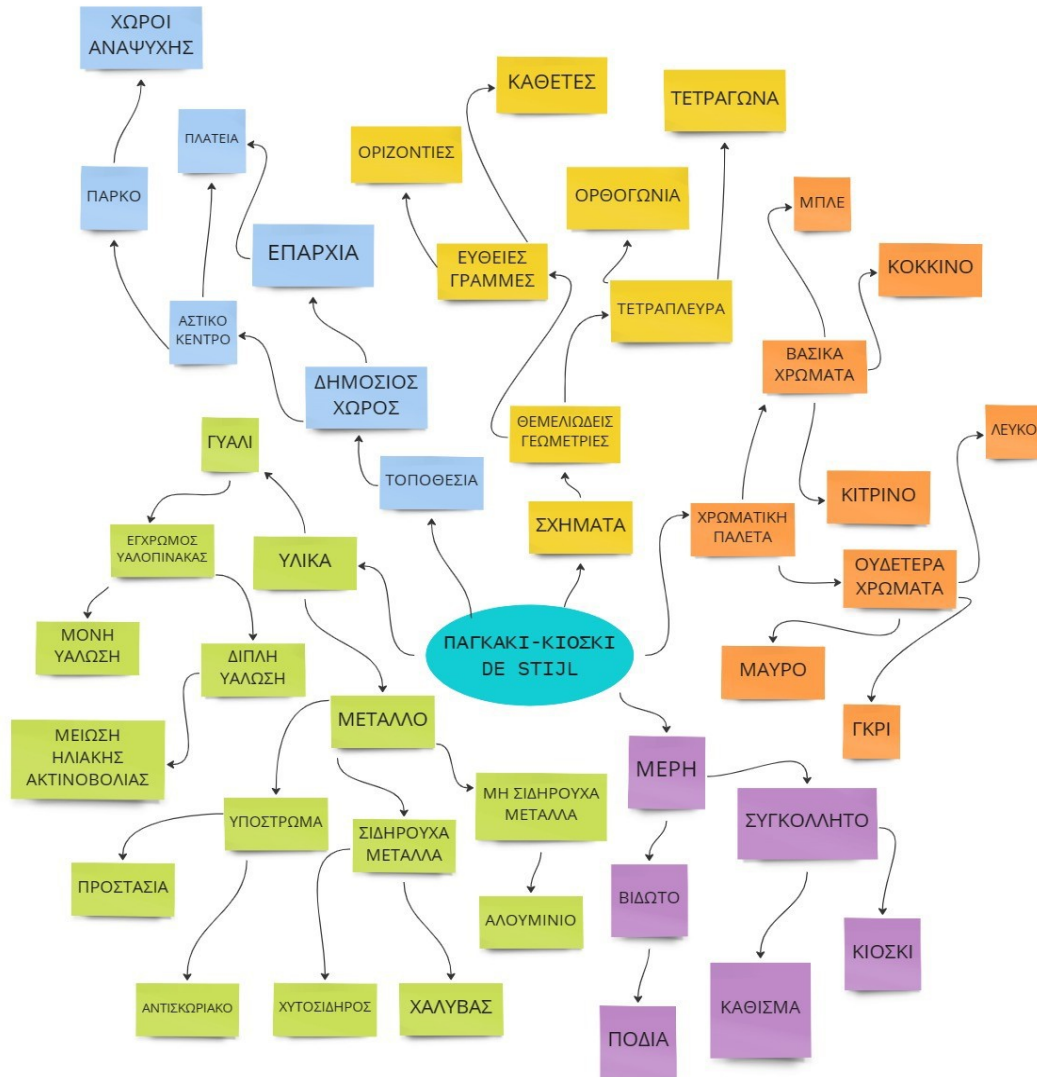 ΧΩΡΟΙ
ΑΝΑΨΥΧΗΣ
ΠΛΑΤΕΙΑ
ΠΑΡΚΟ
ΕΠΑΡΧΙΑ
ΑΣΤΙΚΟ
ΚΕΝΤΡΟ
ΔΗΜΟΣΙΟΣ
ΧΩΡΟΣ
ΤΟΠΟΘΕΣΙΑ
ΚΑΘΕΤΕΣ
ΤΕΤΡΑΓΩΝΑ
ΟΡΙΖΟΝΤΙΕΣ
ΟΡΘΟΓΩΝΙΑ
ΕΥΘΕΙΕΣ
ΓΡΑΜΜΕΣ
ΤΕΤΡΑΠΛΕΥΡΑ
ΘΕΜΕΛΙΩΔΕΙΣ
ΓΕΩΜΕΤΡΙΕΣ
ΣΧΗΜΑΤΑ
ΜΠΛΕ
ΚΟΚΚΙΝΟ
ΒΑΣΙΚΑ
ΧΡΩΜΑΤΑ
ΛΕΥΚΟ
ΚΙΤΡΙΝΟ
ΧΡΩΜΑΤΙΚΗ
ΠΑΛΕΤΑ
ΟΥΔΕΤΕΡΑ
ΧΡΩΜΑΤΑ
ΜΑΥΡΟ
ΓΚΡΙ
ΠΑΓΚΑΚΙ-ΚΙΟΣΚΙ
DE STIJL
ΓΥΑΛΙ
ΕΓΧΡΩΜΟΣ
ΥΑΛΟΠΙΝΑΚΑΣ
ΥΛΙΚΑ
ΜΟΝΗ
ΥΑΛΩΣΗ
ΔΙΠΛΗ
ΥΑΛΩΣΗ
ΜΕΙΩΣΗ
ΗΛΙΑΚΗΣ
ΑΚΤΙΝΟΒΟΛΙΑΣ
ΜΕΤΑΛΛΟ
ΥΠΟΣΤΡΩΜΑ
ΣΙΔΗΡΟΥΧΑ
ΜΕΤΑΛΛΑ
ΜΗ ΣΙΔΗΡΟΥΧΑ
ΜΕΤΑΛΛΑ
ΠΡΟΣΤΑΣΙΑ
ΑΛΟΥΜΙΝΙΟ
ΑΝΤΙΣΚΩΡΙΑΚΟ
ΧΥΤΟΣΙΔΗΡΟΣ
ΧΑΛΥΒΑΣ
ΜΕΡΗ
ΣΥΓΚΟΛΛΗΤΟ
ΒΙΔΩΤΟ
ΚΙΟΣΚΙ
ΚΑΘΙΣΜΑ
ΠΟΔΙΑ